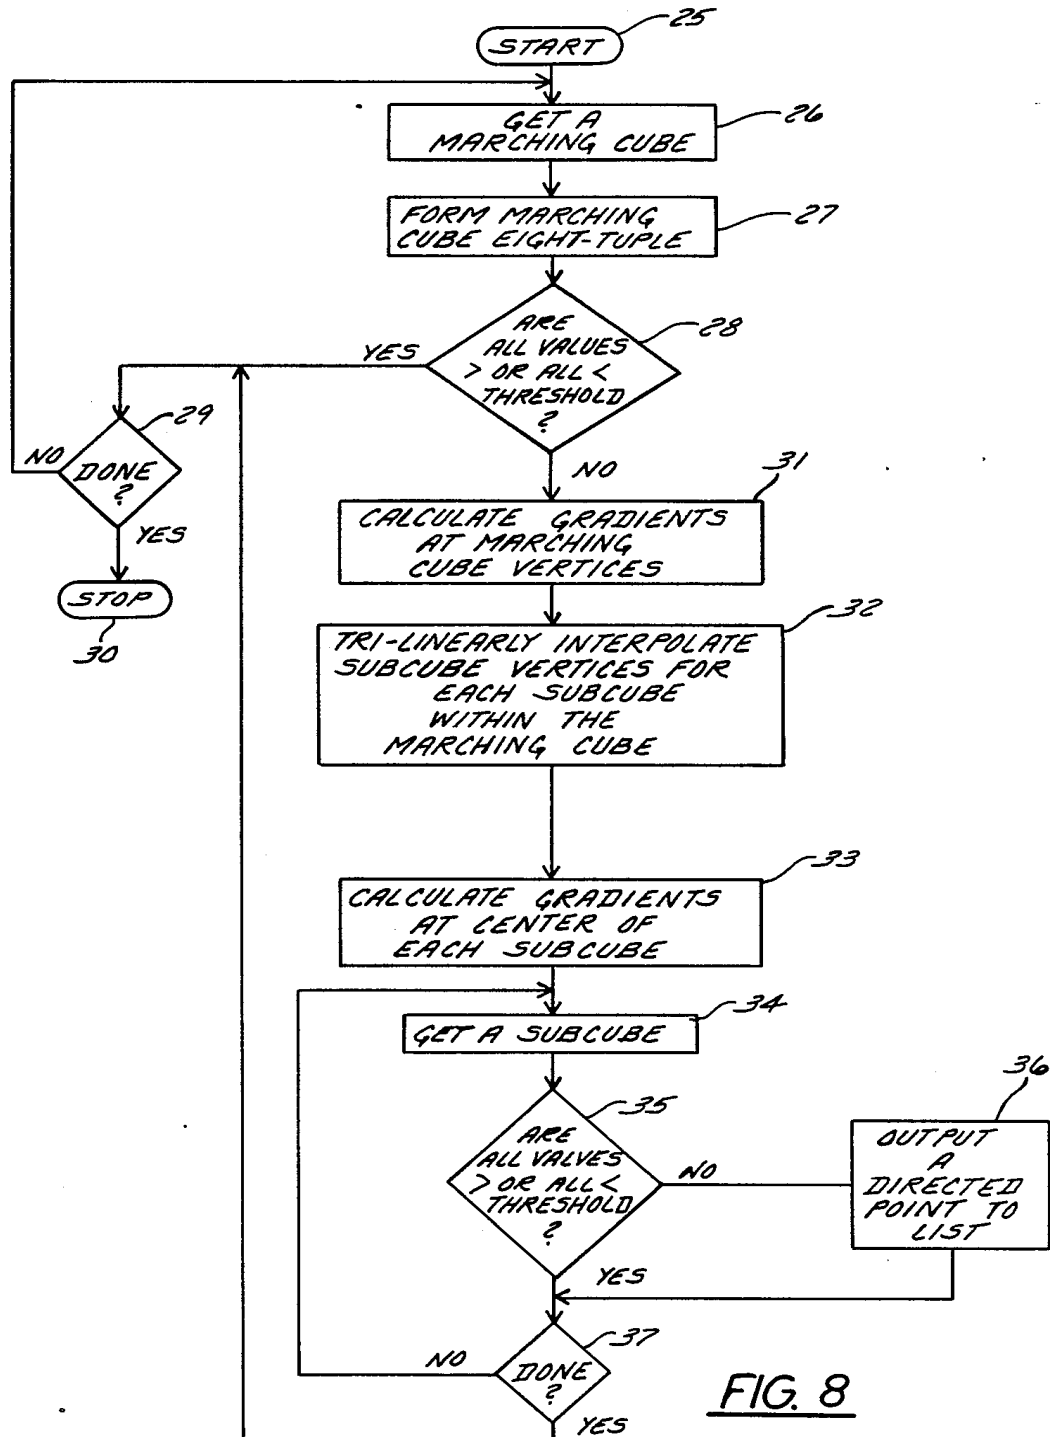 25
START
GET A
MARCHING CUBE
26
FORM MARCHING
CUBE EIGHT-TUPLE
27
ARE
ALL VALUES
> OR ALL <
THRESHOLD
?
28
YES
29
NO
DONE
?
YES
STOP
30
NO
31
CALCULATE GRADIENTS
AT MARCHING
CUBE VERTICES
32
TRI-LINEARLY INTERPOLATE
SUBCUBE VERTICES FOR
EACH SUBCUBE
WITHIN THE
MARCHING CUBE
33
CALCULATE GRADIENTS
AT CENTER OF
EACH SUBCUBE
34
GET A SUBCUBE
35
ARE
ALL VALVES
> OR ALL <
THRESHOLD
?
NO
36
OUTPUT
A
DIRECTED
POINT TO
LIST
YES
37
NO
DONE
?
YES
FIG. 8